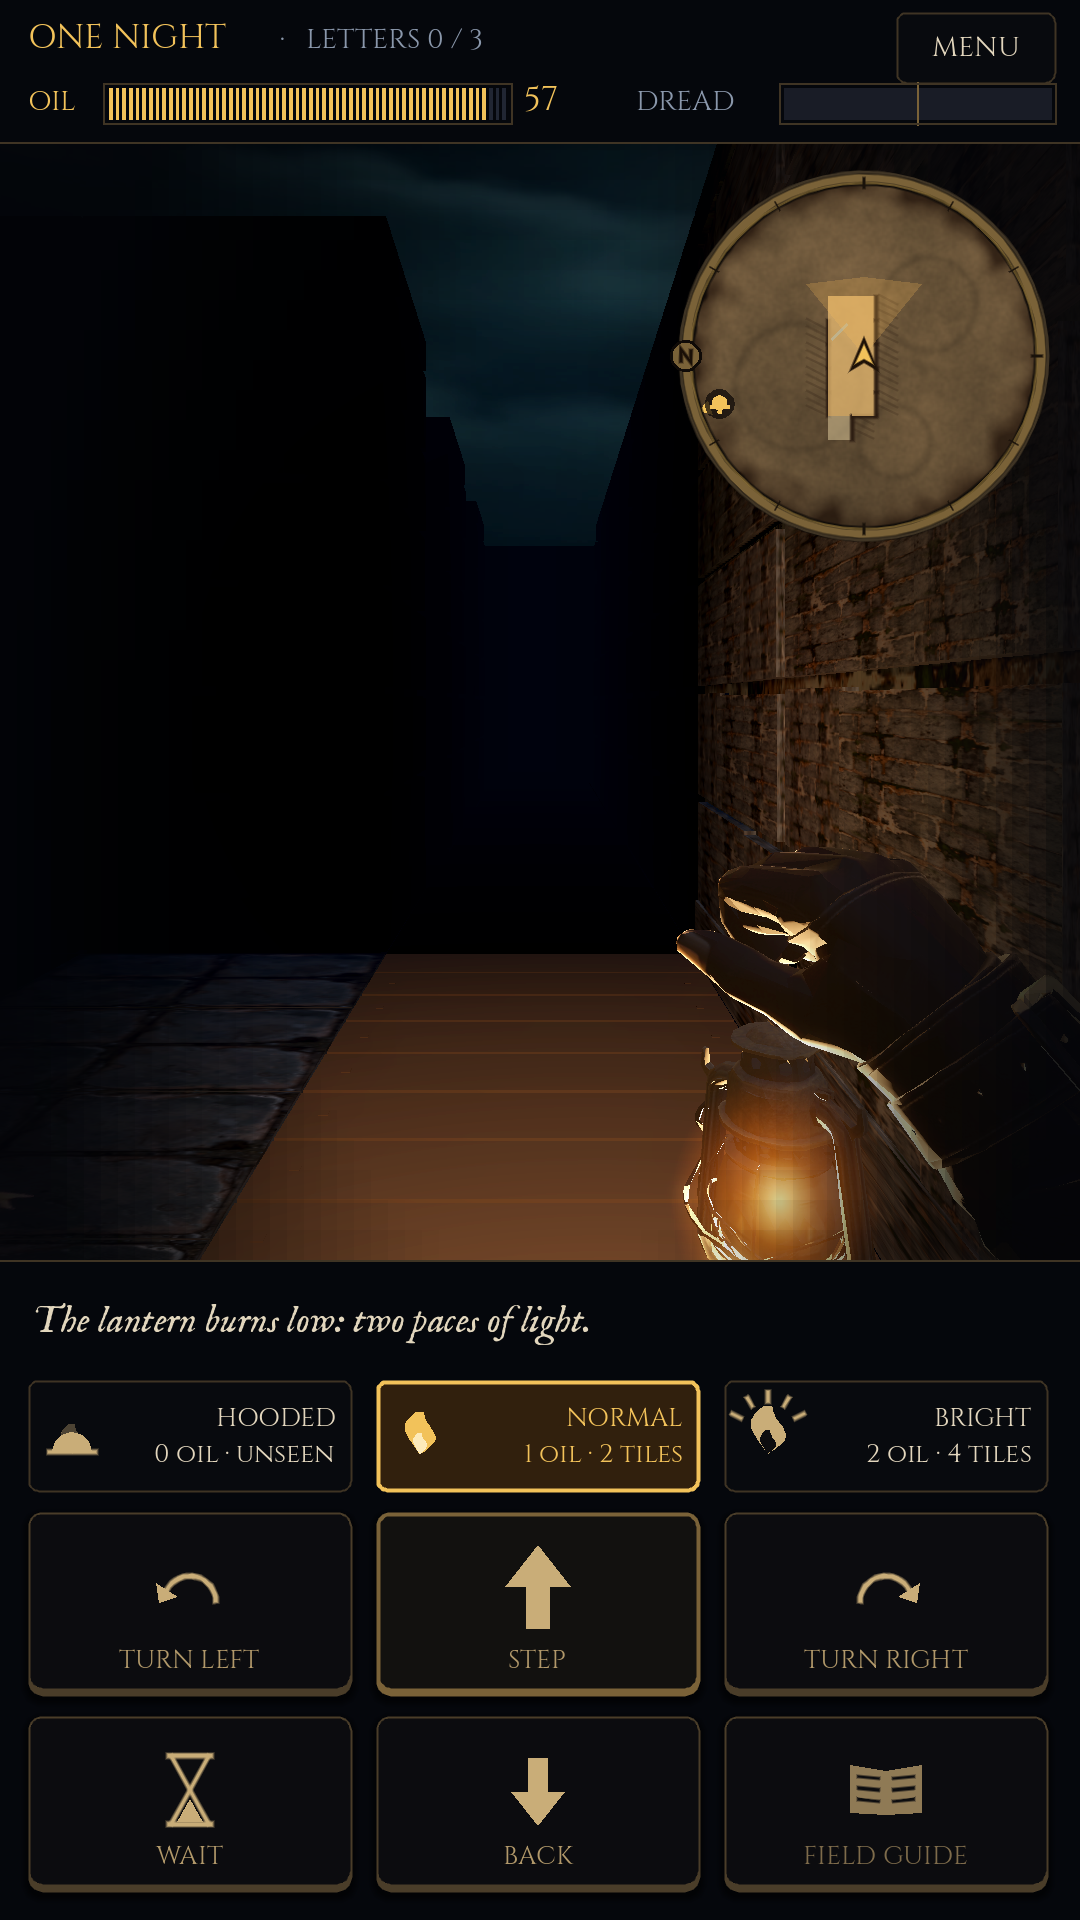 ONE NIGHT · LETTERS 0 / 3
MENU
OIL 57 DREAD
N
The lantern burns low: two paces of light.
HOODED
0 OIL · UNSEEN
NORMAL
1 OIL · 2 TILES
BRIGHT
2 OIL · 4 TILES
TURN LEFT
STEP
TURN RIGHT
WAIT
BACK
FIELD GUIDE